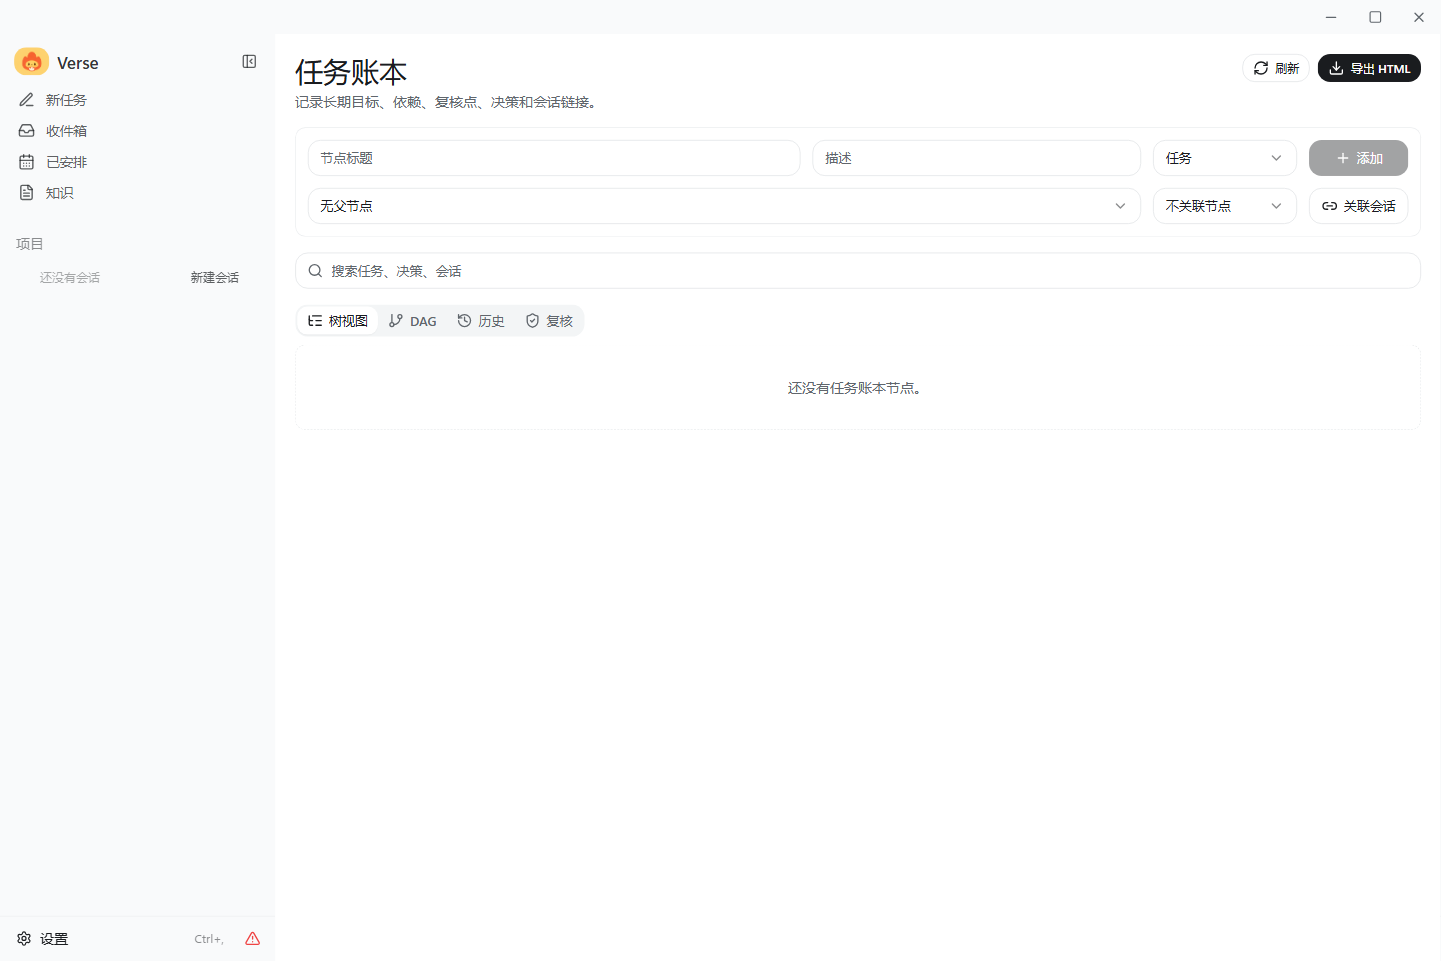 Verse
新任务
收件箱
已安排
知识
项目
还没有会话 新建会话
设置 Ctrl+,
任务账本
记录长期目标、依赖、复核点、决策和会话链接。
刷新 导出 HTML
节点标题 描述 任务 添加
无父节点 不关联节点 关联会话
搜索任务、决策、会话
树视图 DAG 历史 复核
还没有任务账本节点。